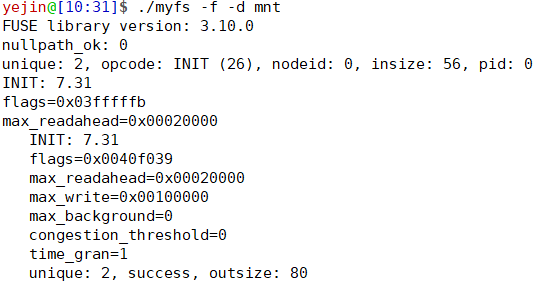 yejin@[10:31]$ ./myfs -f -d mnt
FUSE library version: 3.10.0
nullpath_ok: 0
unique: 2, opcode: INIT (26), nodeid: 0, insize: 56, pid: 0
INIT: 7.31
flags=0x03fffffb
max_readahead=0x00020000
   INIT: 7.31
   flags=0x0040f039
   max_readahead=0x00020000
   max_write=0x00100000
   max_background=0
   congestion_threshold=0
   time_gran=1
   unique: 2, success, outsize: 80